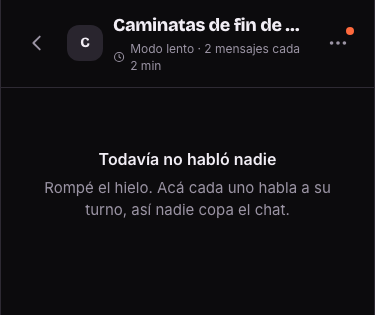 Caminatas de fin de ...
C
Modo lento · 2 mensajes cada
2 min
Todavía no habló nadie
Rompé el hielo. Acá cada uno habla a su
turno, así nadie copa el chat.